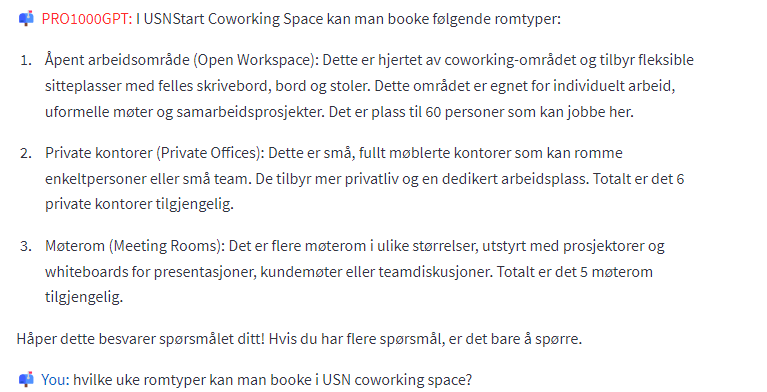 📫 PRO1000GPT: I USNStart Coworking Space kan man booke følgende romtyper:
1. Åpent arbeidsområde (Open Workspace): Dette er hjertet av coworking-området og tilbyr fleksible
sitteplasser med felles skrivebord, bord og stoler. Dette området er egnet for individuelt arbeid,
uformelle møter og samarbeidsprosjekter. Det er plass til 60 personer som kan jobbe her.
2. Private kontorer (Private Offices): Dette er små, fullt møblerte kontorer som kan romme
enkeltpersoner eller små team. De tilbyr mer privatliv og en dedikert arbeidsplass. Totalt er det 6
private kontorer tilgjengelig.
3. Møterom (Meeting Rooms): Det er flere møterom i ulike størrelser, utstyrt med prosjektorer og
whiteboards for presentasjoner, kundemøter eller teamdiskusjoner. Totalt er det 5 møterom
tilgjengelig.
Håper dette besvarer spørsmålet ditt! Hvis du har flere spørsmål, er det bare å spørre.
📫 You: hvilke uke romtyper kan man booke i USN coworking space?